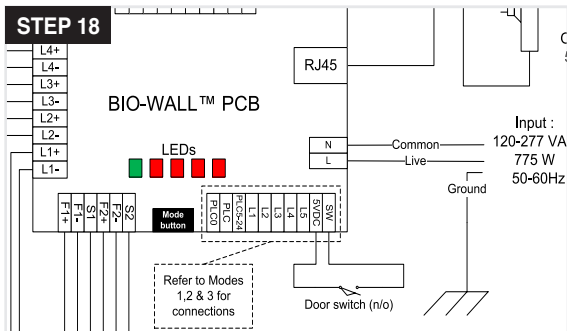 STEP 18
L4+
L4-
L3+
L3-
L2+
L2-
L1+
L1-
RJ45
BIO-WALL™ PCB
LEDs
N
L
Common
Live
Ground
Input :
120-277 VA
775 W
50-60Hz
F1+
F1-
S1
F2+
F2-
S2
Mode
button
PLC0
PLC
PLC5-24
L1
L2
L3
L4
L5
5VDC
SW
Refer to Modes
1,2 & 3 for
connections
Door switch (n/o)